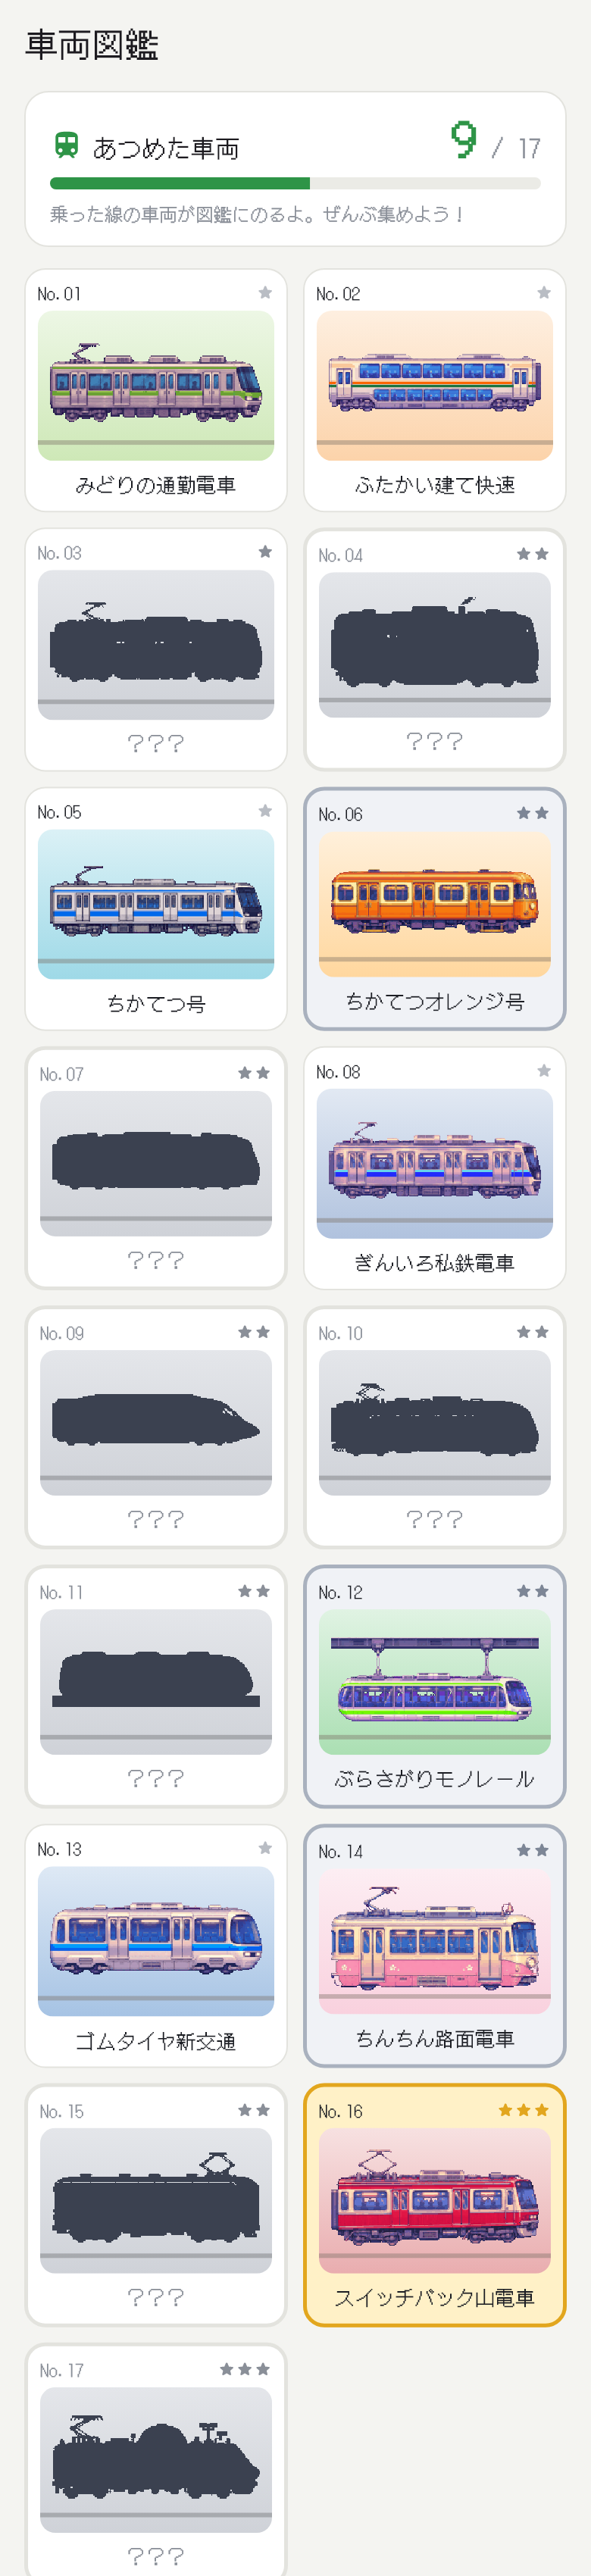 車両図鑑
あつめた車両 9 / 17
乗った線の車両が図鑑にのるよ。ぜんぶ集めよう！
No. 01
みどりの通勤電車
No. 02
ふたかい建て快速
No. 03
???
No. 04
???
No. 05
ちかてつ号
No. 06
ちかてつオレンジ号
No. 07
???
No. 08
ぎんいろ私鉄電車
No. 09
???
No. 10
???
No. 11
???
No. 12
ぶらさがりモノレール
No. 13
ゴムタイヤ新交通
No. 14
ちんちん路面電車
No. 15
???
No. 16
スイッチバック山電車
No. 17
???